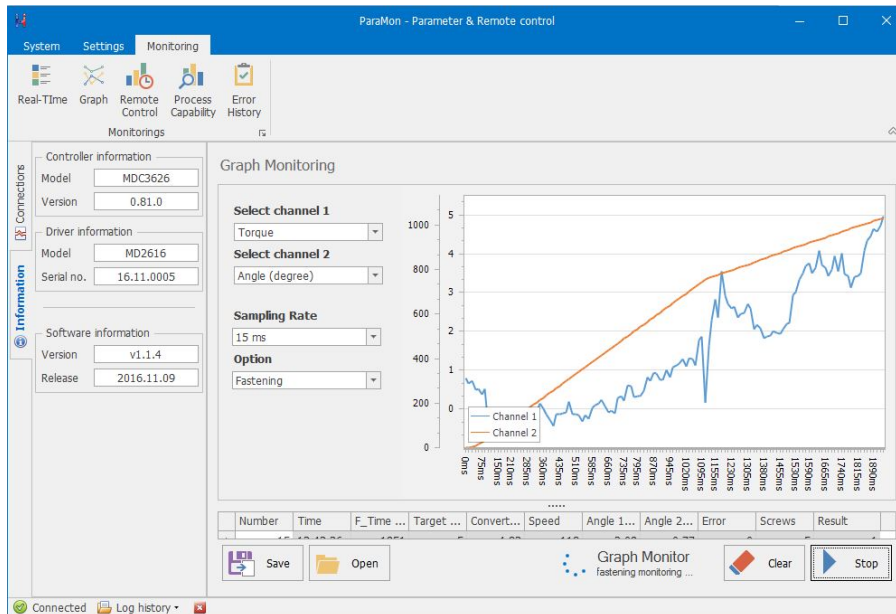 ParaMon - Parameter & Remote control
System Settings Monitoring
Real-TIme Graph Remote Control Process Capability Error History
Monitorings
Connections
Information
Controller information
Model MDC3626
Version 0.81.0
Driver information
Model MD2616
Serial no. 16.11.0005
Software information
Version v1.1.4
Release 2016.11.09
Graph Monitoring
Select channel 1
Torque
Select channel 2
Angle (degree)
Sampling Rate
15 ms
Option
Fastening
1000
800
600
400
200
0
5
4
3
2
1
0
Channel 1
Channel 2
0ms 75ms 150ms 210ms 285ms 360ms 435ms 510ms 585ms 660ms 735ms 795ms 870ms 945ms 1020ms 1095ms 1155ms 1230ms 1305ms 1380ms 1455ms 1530ms 1590ms 1665ms 1740ms 1815ms 1890ms
Number Time F_Time ... Target ... Convert... Speed Angle 1... Angle 2... Error Screws Result
Save Open Graph Monitor Clear Stop
fastening monitoring ...
Connected Log history